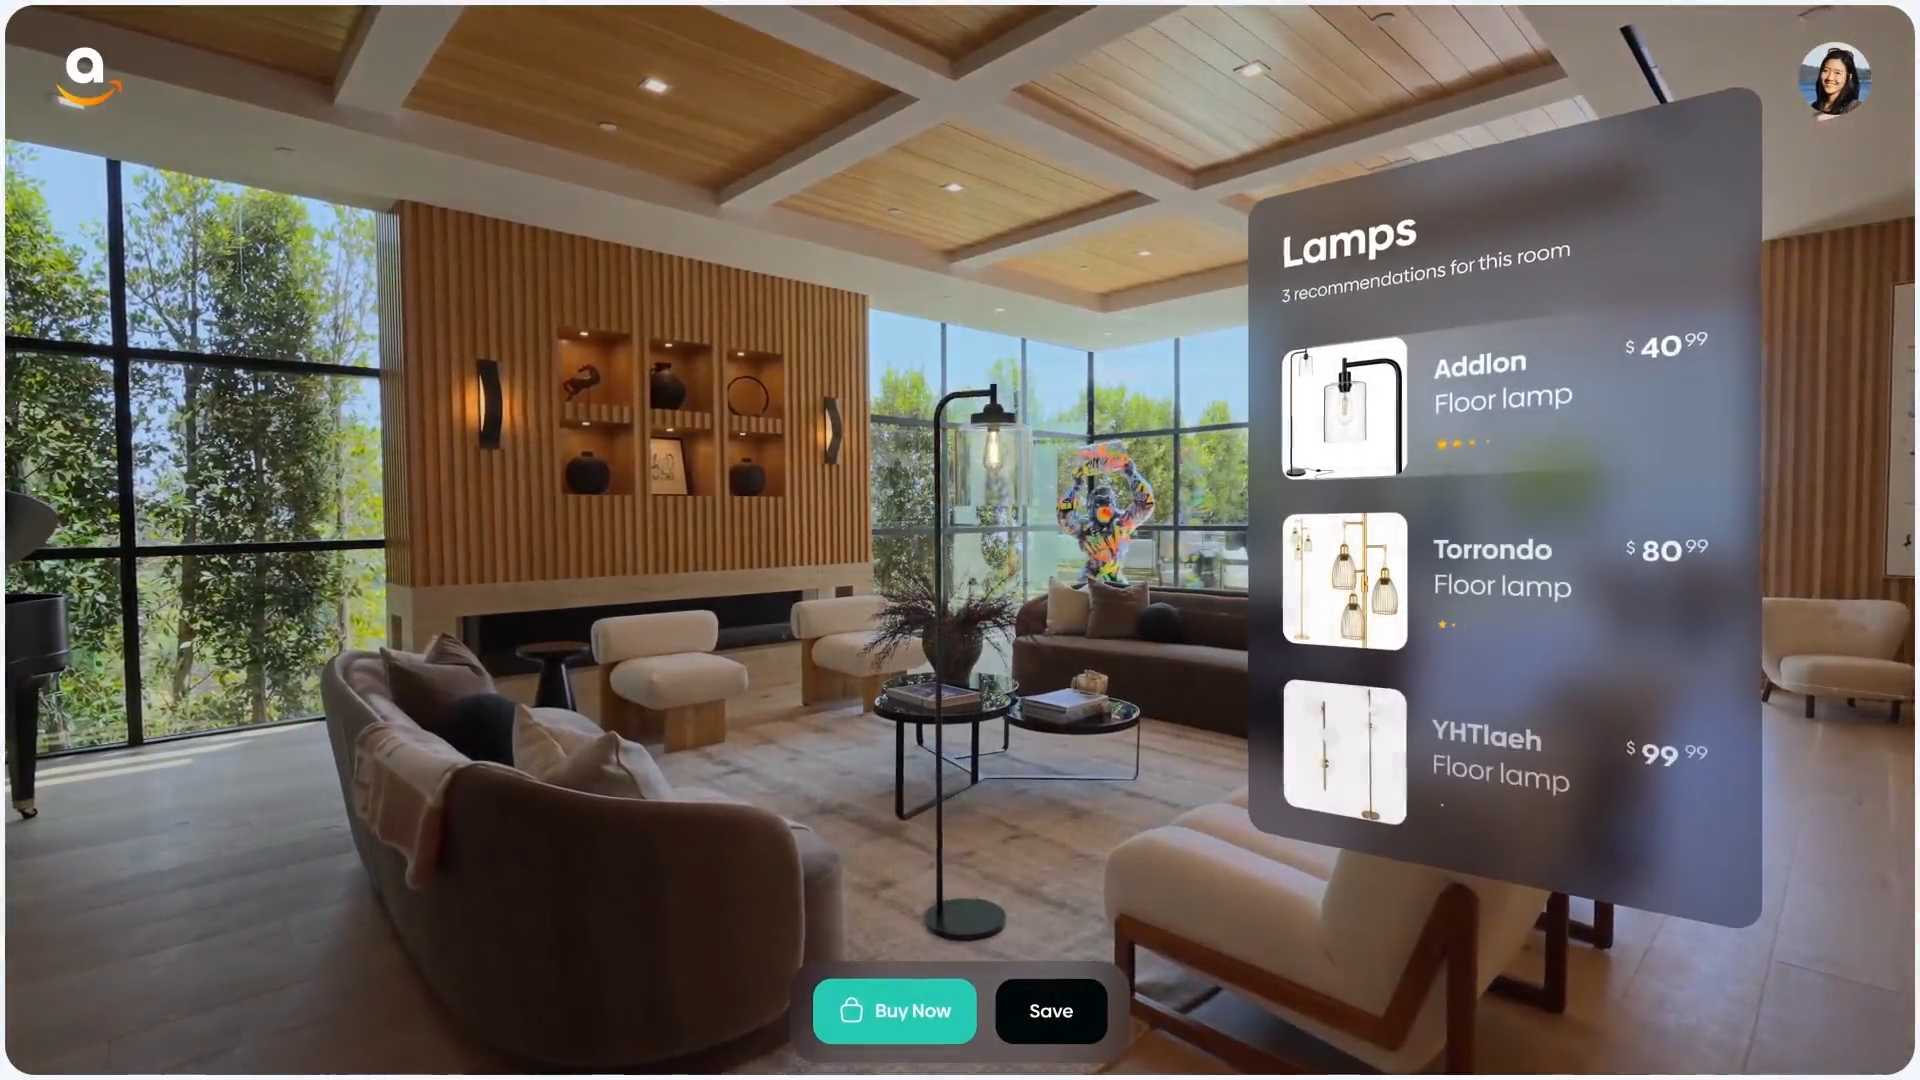 a
Lamps
3 recommendations for this room
Addlon
Floor lamp
$ 40 99
Torrondo
Floor lamp
$ 80 99
YHTlaeh
Floor lamp
$ 99 99
Buy Now
Save